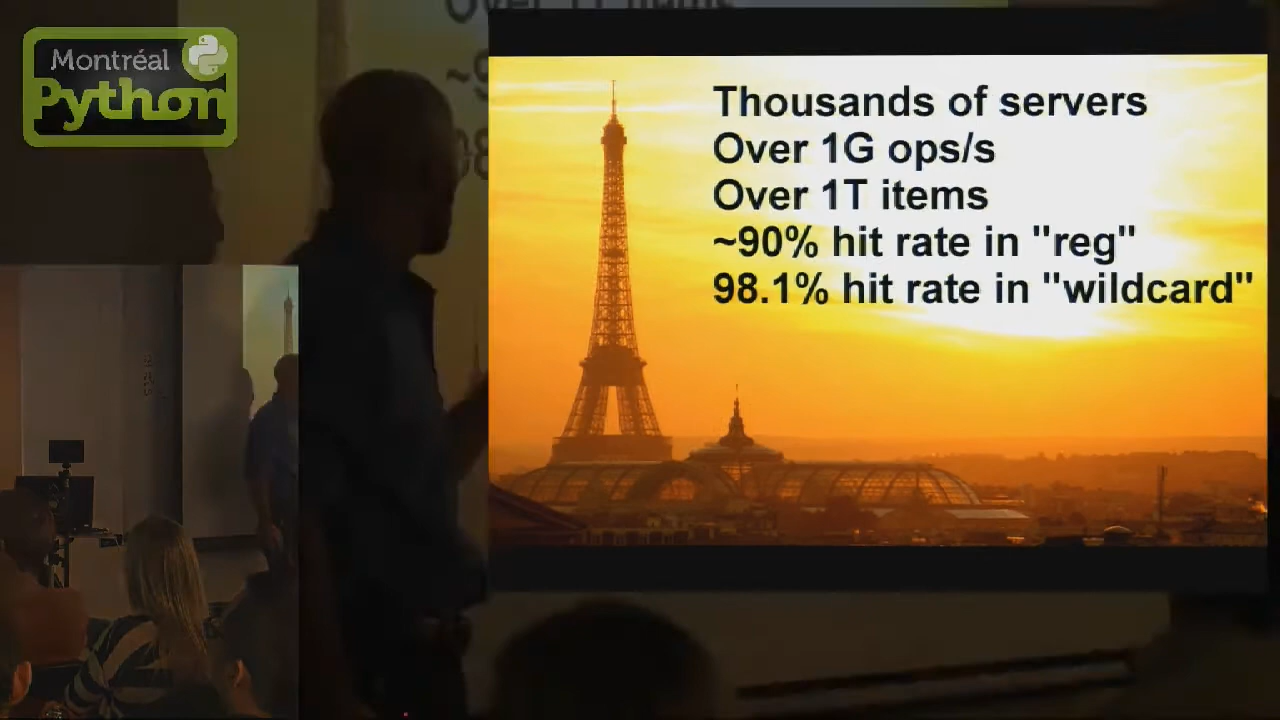 Montréal
Python
Thousands of servers
Over 1G ops/s
Over 1T items
~90% hit rate in "reg"
98.1% hit rate in "wildcard"